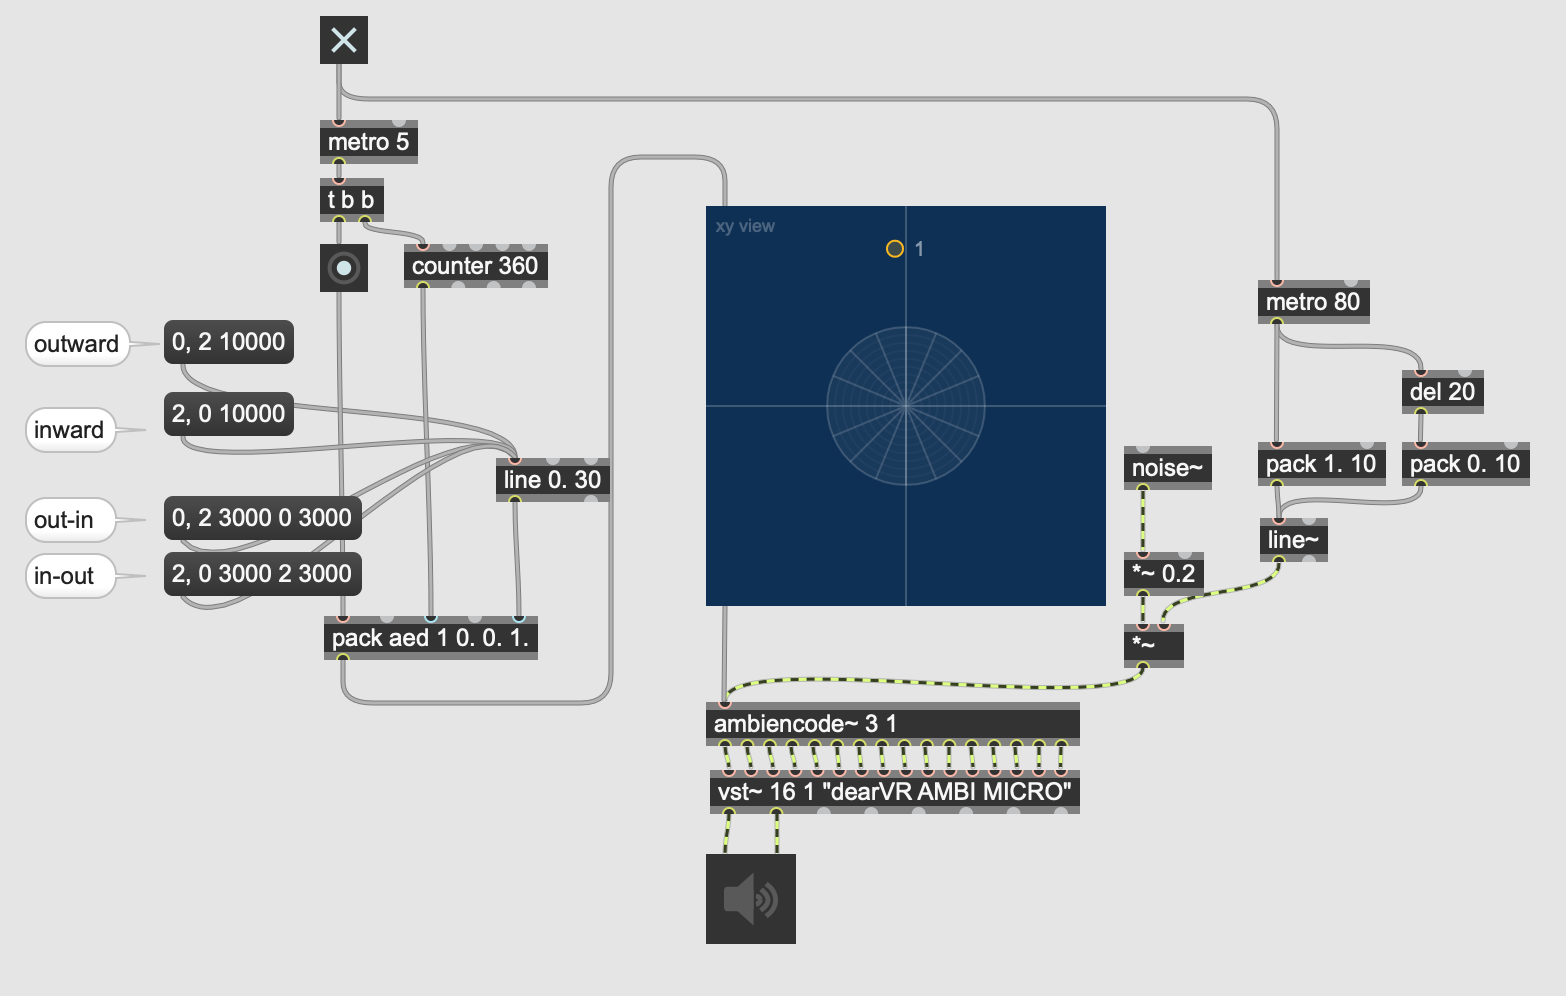 metro 5
t b b
counter 360
outward
0, 2 10000
inward
2, 0 10000
line 0. 30
out-in
0, 2 3000 0 3000
in-out
2, 0 3000 2 3000
pack aed 1 0. 0. 1.
xy view
1
metro 80
del 20
noise~
pack 1. 10
pack 0. 10
line~
*~ 0.2
*~
ambiencode~ 3 1
vst~ 16 1 "dearVR AMBI MICRO"